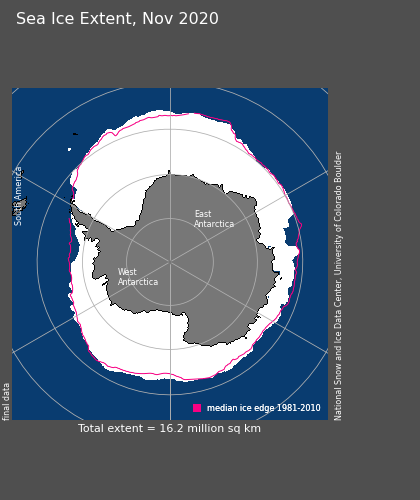 Sea Ice Extent, Nov 2020
South America
East
Antarctica
West
Antarctica
National Snow and Ice Data Center, University of Colorado Boulder
final data
median ice edge 1981-2010
Total extent = 16.2 million sq km